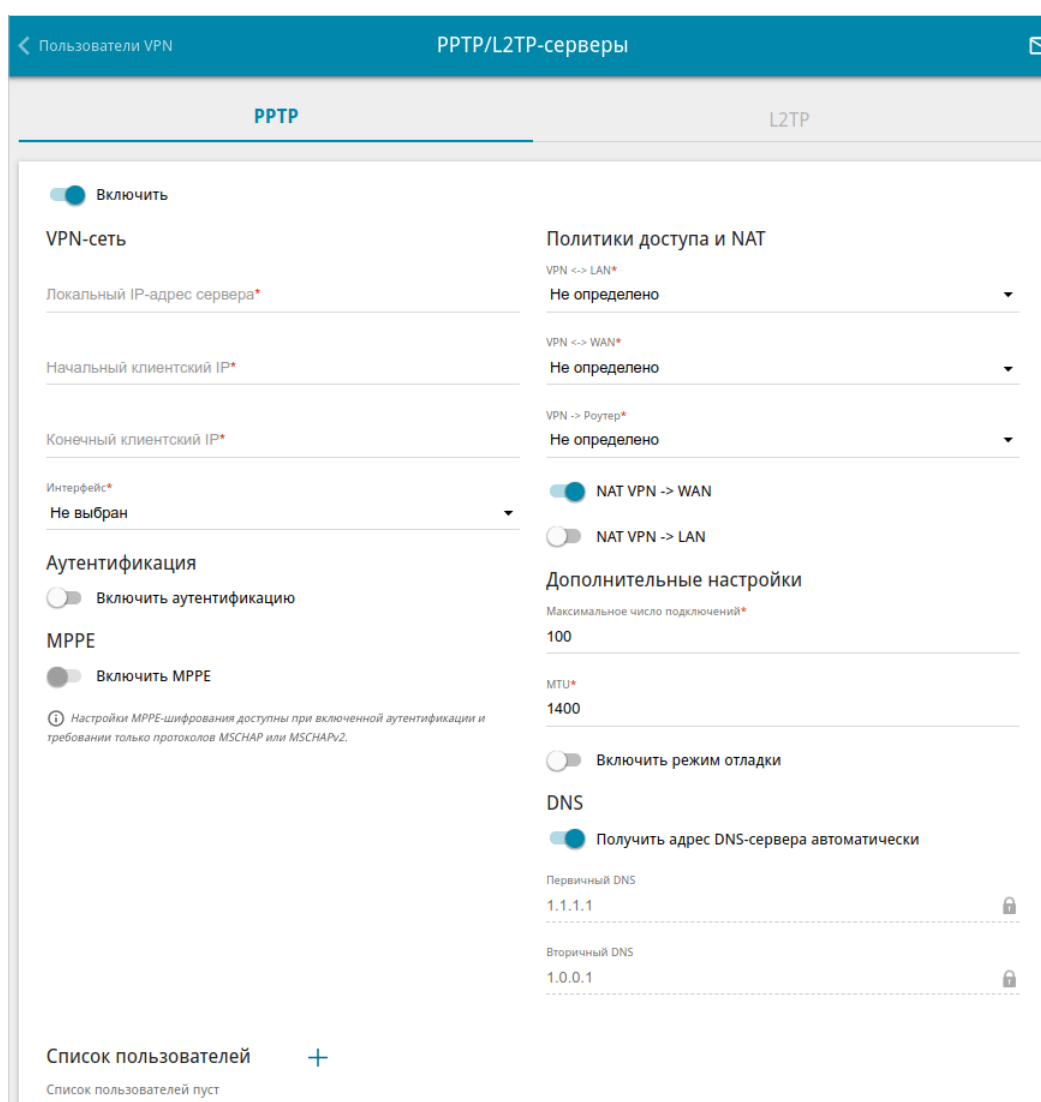 Пользователи VPN
PPTP/L2TP-серверы
PPTP
L2TP
Включить
VPN-сеть
Локальный IP-адрес сервера*
Начальный клиентский IP*
Конечный клиентский IP*
Интерфейс*
Не выбран
Аутентификация
Включить аутентификацию
MPPE
Включить MPPE
Настройки MPPE-шифрования доступны при включенной аутентификации и
требовании только протоколов MSCHAP или MSCHAPv2.
Политики доступа и NAT
VPN <-> LAN*
Не определено
VPN <-> WAN*
Не определено
VPN -> Роутер*
Не определено
NAT VPN -> WAN
NAT VPN -> LAN
Дополнительные настройки
Максимальное число подключений*
100
MTU*
1400
Включить режим отладки
DNS
Получить адрес DNS-сервера автоматически
Первичный DNS
1.1.1.1
Вторичный DNS
1.0.0.1
Список пользователей
Список пользователей пуст